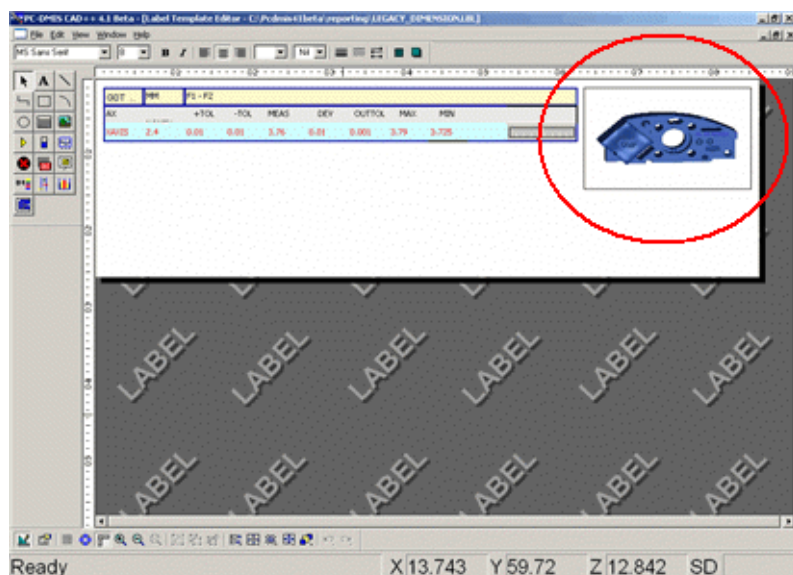 PC-DMIS CAD++ 4.1 Beta - [Label Template Editor - C:\Pcdmis41beta\reporting\LEGACY_DIMENSION.LBL]
File Edit View Window Help
MS Sans Serif 8 Nil
MM F1 - F2
AX +TOL -TOL MEAS DEV OUTTOL MAX MIN
2.4 0.01 0.01 3.76 0.01 0.001 3.79 3.725
LABEL LABEL LABEL LABEL LABEL LABEL
LABEL LABEL LABEL LABEL LABEL LABEL
Ready X 13.743 Y 59.72 Z 12.842 SD